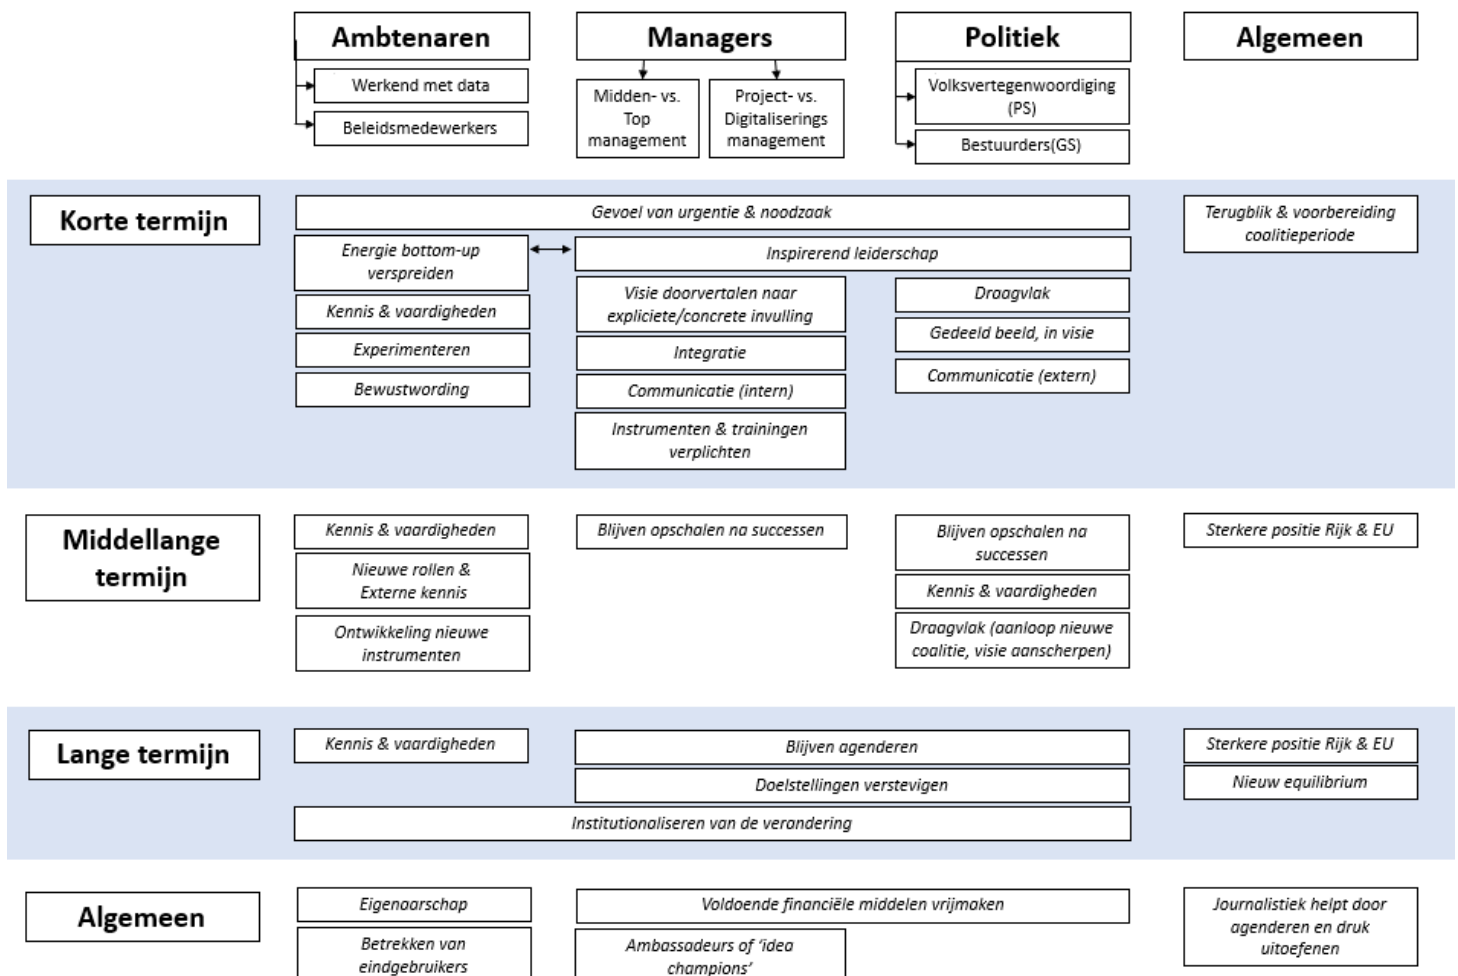 Ambtenaren
Werkend met data
Beleidsmedewerkers
Managers
Midden- vs.
Top
management
Project- vs.
Digitaliserings
management
Politiek
Volksvertegenwoordiging
(PS)
Bestuurders(GS)
Algemeen
Korte termijn
Gevoel van urgentie & noodzaak
Energie bottom-up
verspreiden
Inspirerend leiderschap
Kennis & vaardigheden
Experimenteren
Bewustwording
Visie doorvertalen naar
expliciete/concrete invulling
Integratie
Communicatie (intern)
Instrumenten & trainingen
verplichten
Draagvlak
Gedeeld beeld, in visie
Communicatie (extern)
Terugblik & voorbereiding
coalitieperiode
Middellange
termijn
Kennis & vaardigheden
Nieuwe rollen &
Externe kennis
Ontwikkeling nieuwe
instrumenten
Blijven opschalen na successen
Blijven opschalen na
successen
Kennis & vaardigheden
Draagvlak (aanloop nieuwe
coalitie, visie aanscherpen)
Sterkere positie Rijk & EU
Lange termijn
Kennis & vaardigheden
Blijven agenderen
Doelstellingen verstevigen
Institutionaliseren van de verandering
Sterkere positie Rijk & EU
Nieuw equilibrium
Algemeen
Eigenaarschap
Betrekken van
eindgebruikers
Voldoende financiële middelen vrijmaken
Ambassadeurs of ‘idea
champions’
Journalistiek helpt door
agenderen en druk
uitoefenen